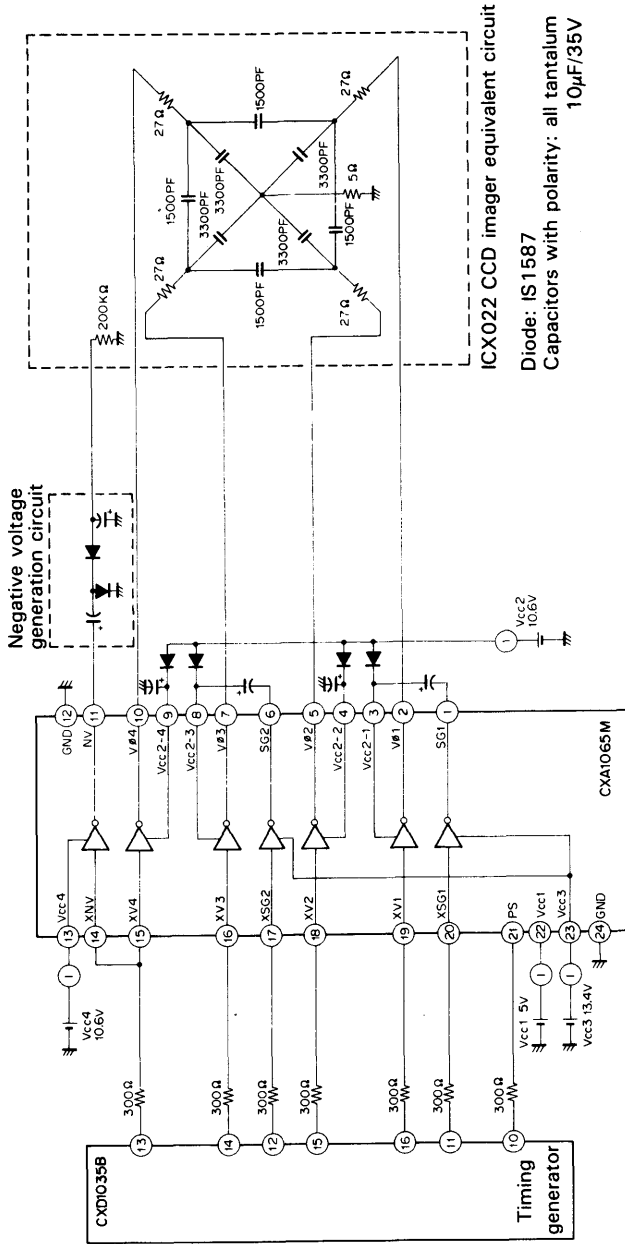 CXD1035B
Timing
generator
13
14
12
15
16
11
10
300Ω
300Ω
300Ω
300Ω
300Ω
300Ω
300Ω
Vcc4
10.6V
1
Vcc1 5V
1
Vcc3 13.4V
1
13
14
15
16
17
18
19
20
21
22
23
24
Vcc4
XNV
XV4
XV3
XSG2
XV2
XV1
XSG1
PS
Vcc1
Vcc3
GND
GND
NV
Vø4
Vcc2-4
Vcc2-3
Vø3
SG2
Vø2
Vcc2-2
Vcc2-1
Vø1
SG1
12
11
10
9
8
7
6
5
4
3
2
1
CXA1065M
Negative voltage
generation circuit
+
+
+
+
+
+
1
Vcc2
10.6V
200KΩ
27Ω
27Ω
27Ω
27Ω
1500PF
1500PF
1500PF
1500PF
3300PF
3300PF
3300PF
3300PF
5Ω
ICX022 CCD imager equivalent circuit
Diode: IS1587
Capacitors with polarity: all tantalum
10μF/35V